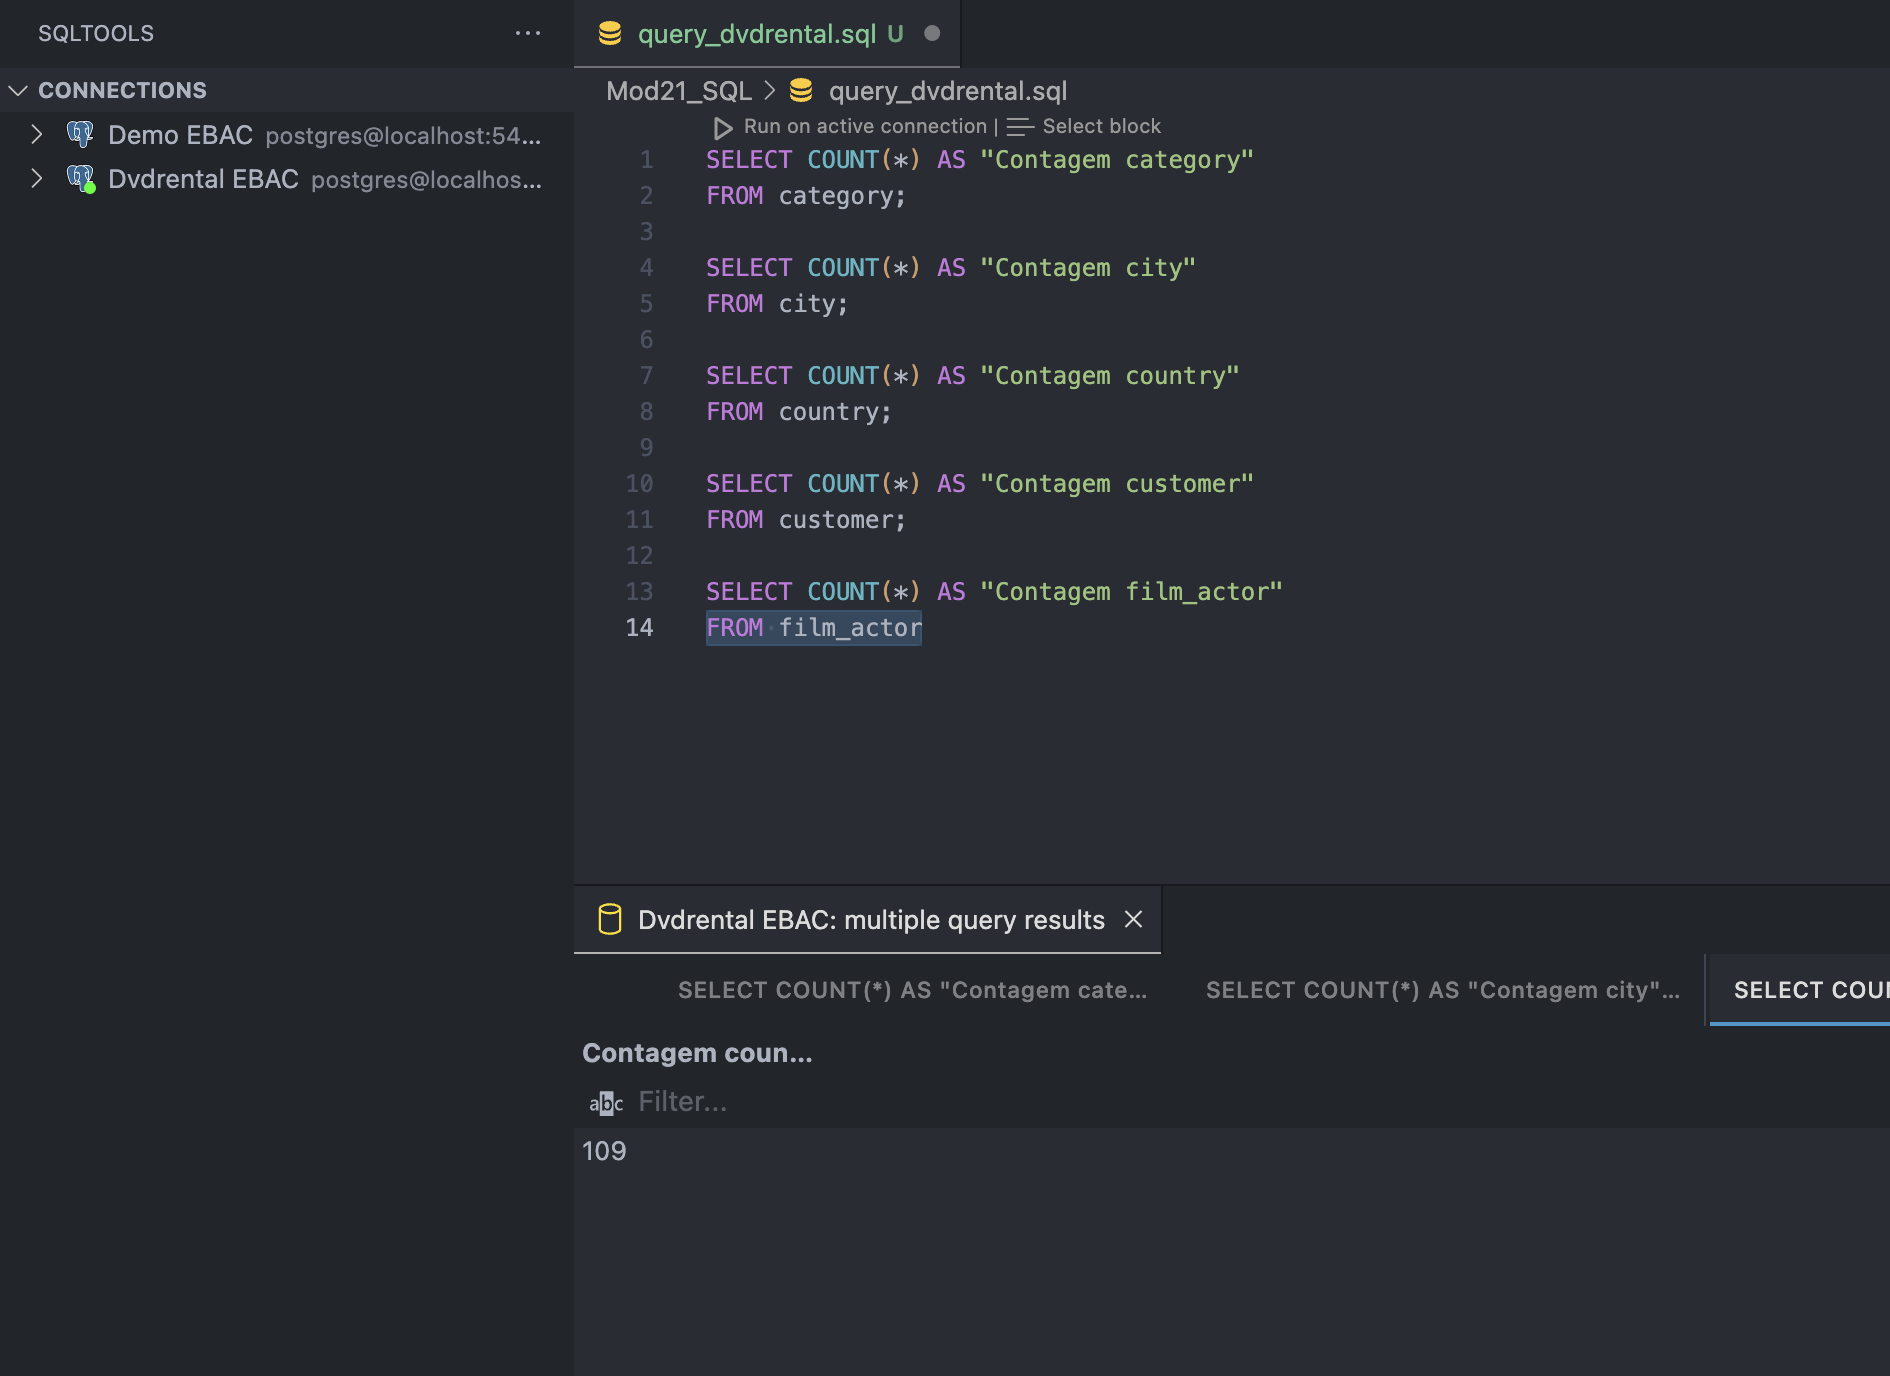 SQLTOOLS
···
CONNECTIONS
Demo EBAC postgres@localhost:54...
Dvdrental EBAC postgres@localhos...
query_dvdrental.sql U
Mod21_SQL > query_dvdrental.sql
Run on active connection | Select block
1 SELECT COUNT(*) AS "Contagem category"
2 FROM category;
3
4 SELECT COUNT(*) AS "Contagem city"
5 FROM city;
6
7 SELECT COUNT(*) AS "Contagem country"
8 FROM country;
9
10 SELECT COUNT(*) AS "Contagem customer"
11 FROM customer;
12
13 SELECT COUNT(*) AS "Contagem film_actor"
14 FROM film_actor
Dvdrental EBAC: multiple query results
SELECT COUNT(*) AS "Contagem cate...
SELECT COUNT(*) AS "Contagem city"...
SELECT COUN
Contagem coun...
abc Filter...
109